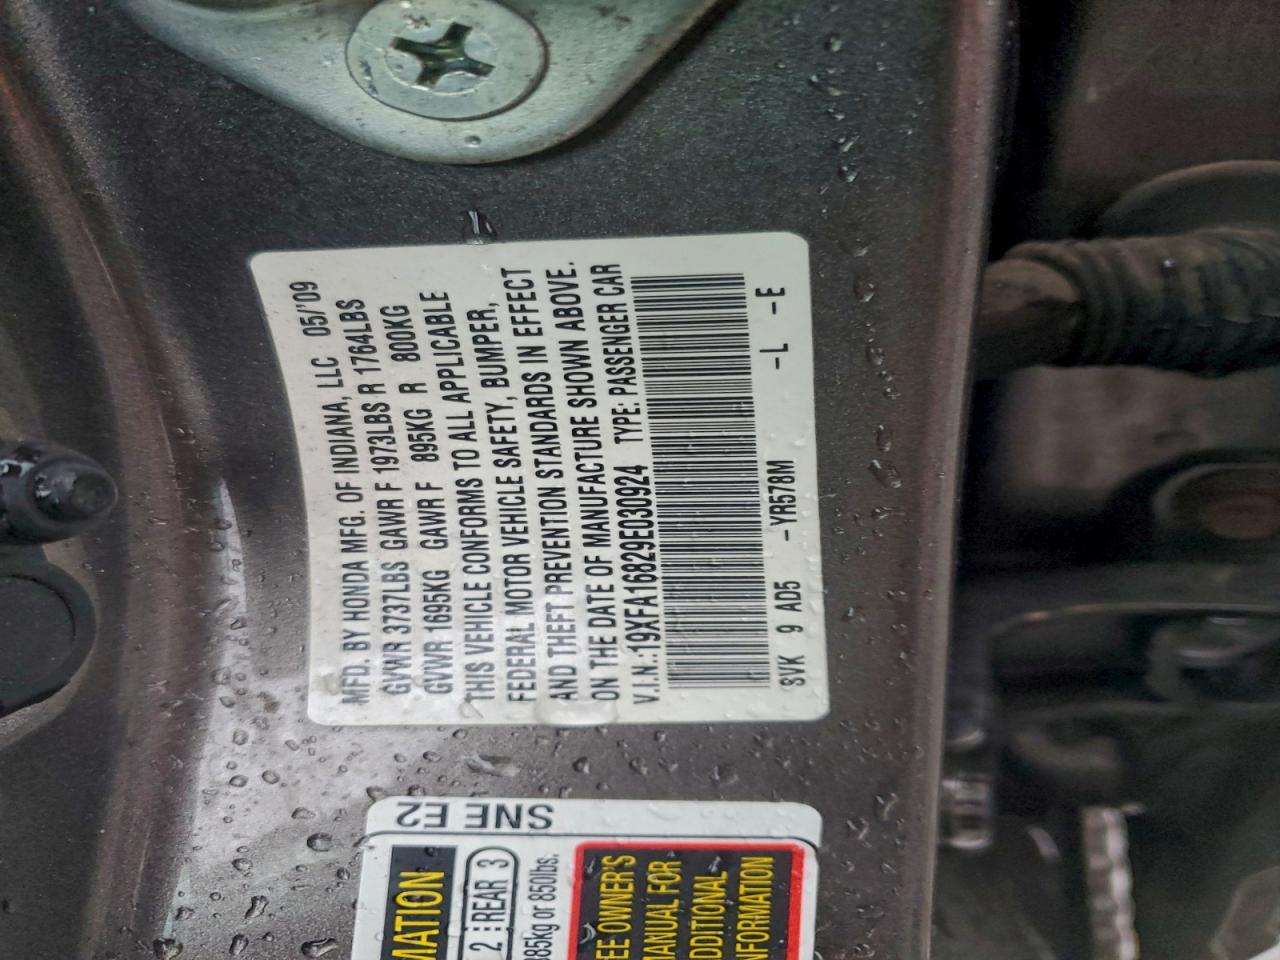 MFD. BY HONDA MFG. OF INDIANA, LLC 05/'09
GVWR 3737LBS GAWR F 1973LBS R 1764LBS
GVWR 1695KG GAWR F 895KG R 800KG
THIS VEHICLE CONFORMS TO ALL APPLICABLE
FEDERAL MOTOR VEHICLE SAFETY, BUMPER,
AND THEFT PREVENTION STANDARDS IN EFFECT
ON THE DATE OF MANUFACTURE SHOWN ABOVE.
V.I.N.:19XFA16829E030924 TYPE: PASSENGER CAR
SVK 9 AD5 -YR578M -L -E
SNE E2
MATION
2 REAR 3
385kg or 850lbs.
EE OWNER'S
MANUAL FOR
DDITIONAL
NFORMATION